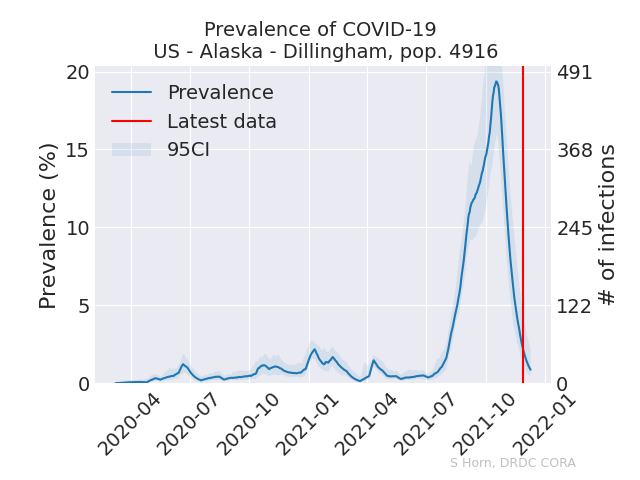 Prevalence of COVID-19
US - Alaska - Dillingham, pop. 4916
Prevalence
Latest data
95CI
Prevalence (%)
20
15
10
5
0
491
368
245
122
0
# of infections
2020-04
2020-07
2020-10
2021-01
2021-04
2021-07
2021-10
2022-01
S Horn, DRDC CORA